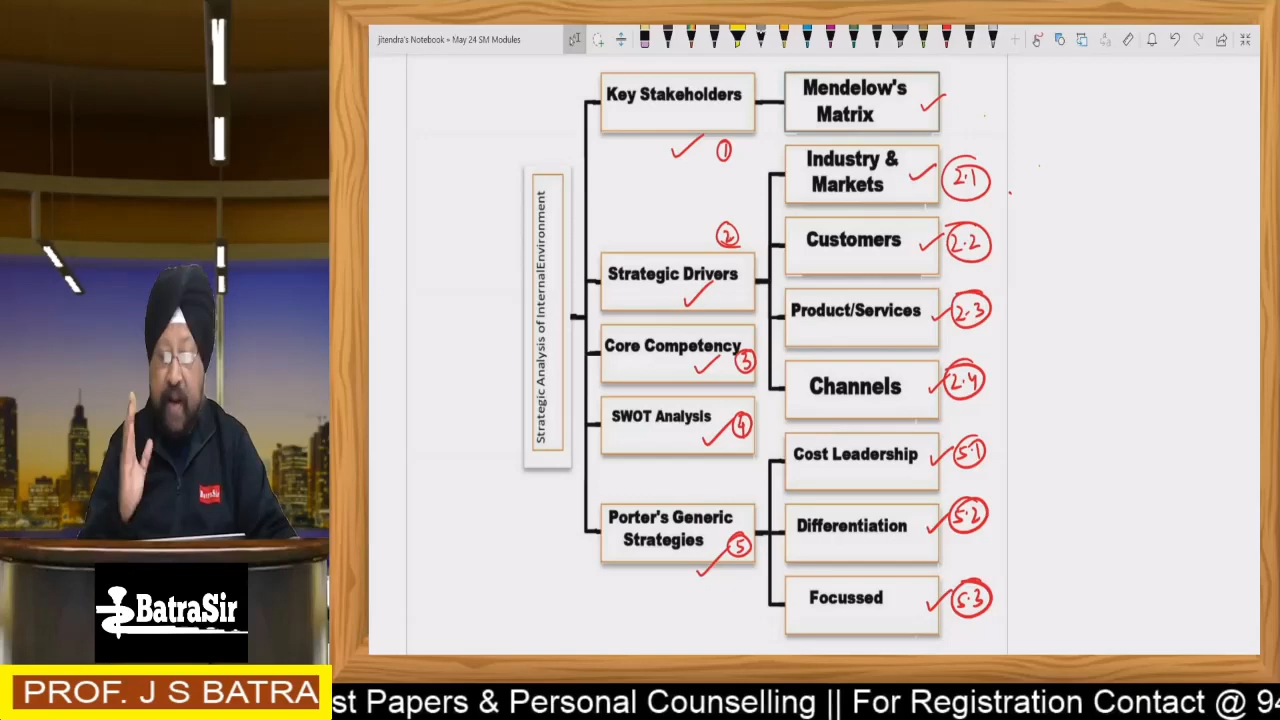 jitendra's Notebook » May 24 SM Modules
Strategic Analysis of InternalEnvironment
Key Stakeholders
1
Mendelow's
Matrix
Strategic Drivers
2
Industry &
Markets
2.1
Customers
2.2
Product/Services
2.3
Channels
2.4
Core Competency
3
SWOT Analysis
4
Porter's Generic
Strategies
5
Cost Leadership
5.1
Differentiation
5.2
Focussed
5.3
BatraSir
BatraSir
PROF. J S BATRA
st Papers & Personal Counselling || For Registration Contact @ 94